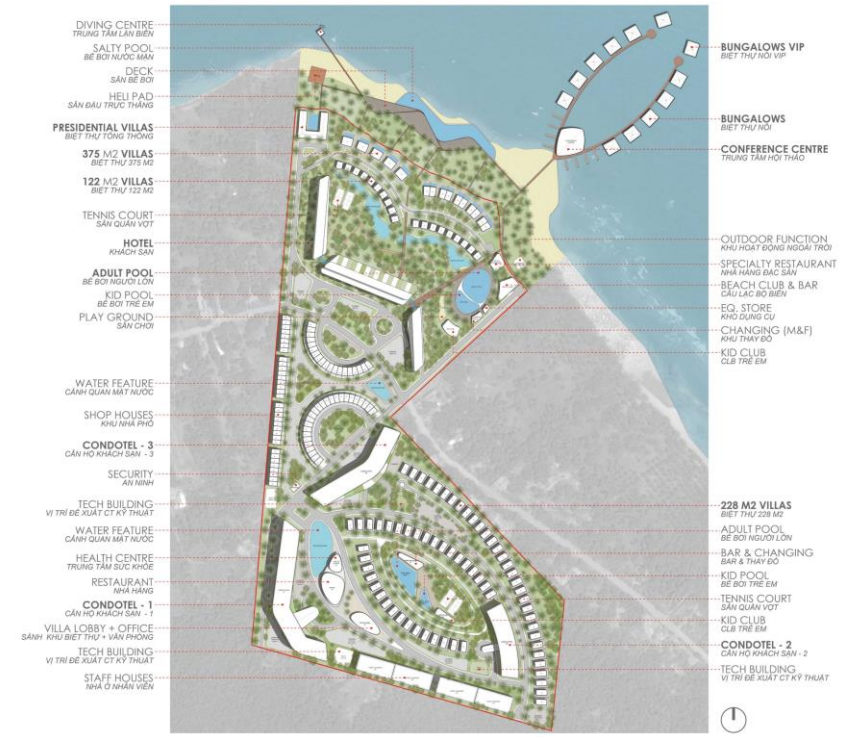 DIVING CENTRE
TRUNG TÂM LẶN BIỂN
SALTY POOL
BỂ BƠI NƯỚC MẶN
DECK
SÂN BỂ BƠI
HELI PAD
SÂN ĐẬU TRỰC THĂNG
PRESIDENTIAL VILLAS
BIỆT THỰ TỔNG THỐNG
375 M2 VILLAS
BIỆT THỰ 375 M2
122 M2 VILLAS
BIỆT THỰ 122 M2
TENNIS COURT
SÂN QUẦN VỢT
HOTEL
KHÁCH SẠN
ADULT POOL
BỂ BƠI NGƯỜI LỚN
KID POOL
BỂ BƠI TRẺ EM
PLAY GROUND
SÂN CHƠI
WATER FEATURE
CẢNH QUAN MẶT NƯỚC
SHOP HOUSES
KHU NHÀ PHỐ
CONDOTEL - 3
CĂN HỘ KHÁCH SẠN - 3
SECURITY
AN NINH
TECH BUILDING
VỊ TRÍ ĐỀ XUẤT CT KỸ THUẬT
WATER FEATURE
CẢNH QUAN MẶT NƯỚC
HEALTH CENTRE
TRUNG TÂM SỨC KHỎE
RESTAURANT
NHÀ HÀNG
CONDOTEL - 1
CĂN HỘ KHÁCH SẠN - 1
VILLA LOBBY + OFFICE
SẢNH KHU BIỆT THỰ + VĂN PHÒNG
TECH BUILDING
VỊ TRÍ ĐỀ XUẤT CT KỸ THUẬT
STAFF HOUSES
NHÀ Ở NHÂN VIÊN
BUNGALOWS VIP
BIỆT THỰ NỔI VIP
BUNGALOWS
BIỆT THỰ NỔI
CONFERENCE CENTRE
TRUNG TÂM HỘI THẢO
OUTDOOR FUNCTION
KHU HOẠT ĐỘNG NGOÀI TRỜI
SPECIALTY RESTAURANT
NHÀ HÀNG ĐẶC SẢN
BEACH CLUB & BAR
CÂU LẠC BỘ BIỂN
EQ. STORE
KHO DỤNG CỤ
CHANGING (M&F)
KHU THAY ĐỒ
KID CLUB
CLB TRẺ EM
228 M2 VILLAS
BIỆT THỰ 228 M2
ADULT POOL
BỂ BƠI NGƯỜI LỚN
BAR & CHANGING
BAR & THAY ĐỒ
KID POOL
BỂ BƠI TRẺ EM
TENNIS COURT
SÂN QUẦN VỢT
KID CLUB
CLB TRẺ EM
CONDOTEL - 2
CĂN HỘ KHÁCH SẠN - 2
TECH BUILDING
VỊ TRÍ ĐỀ XUẤT CT KỸ THUẬT